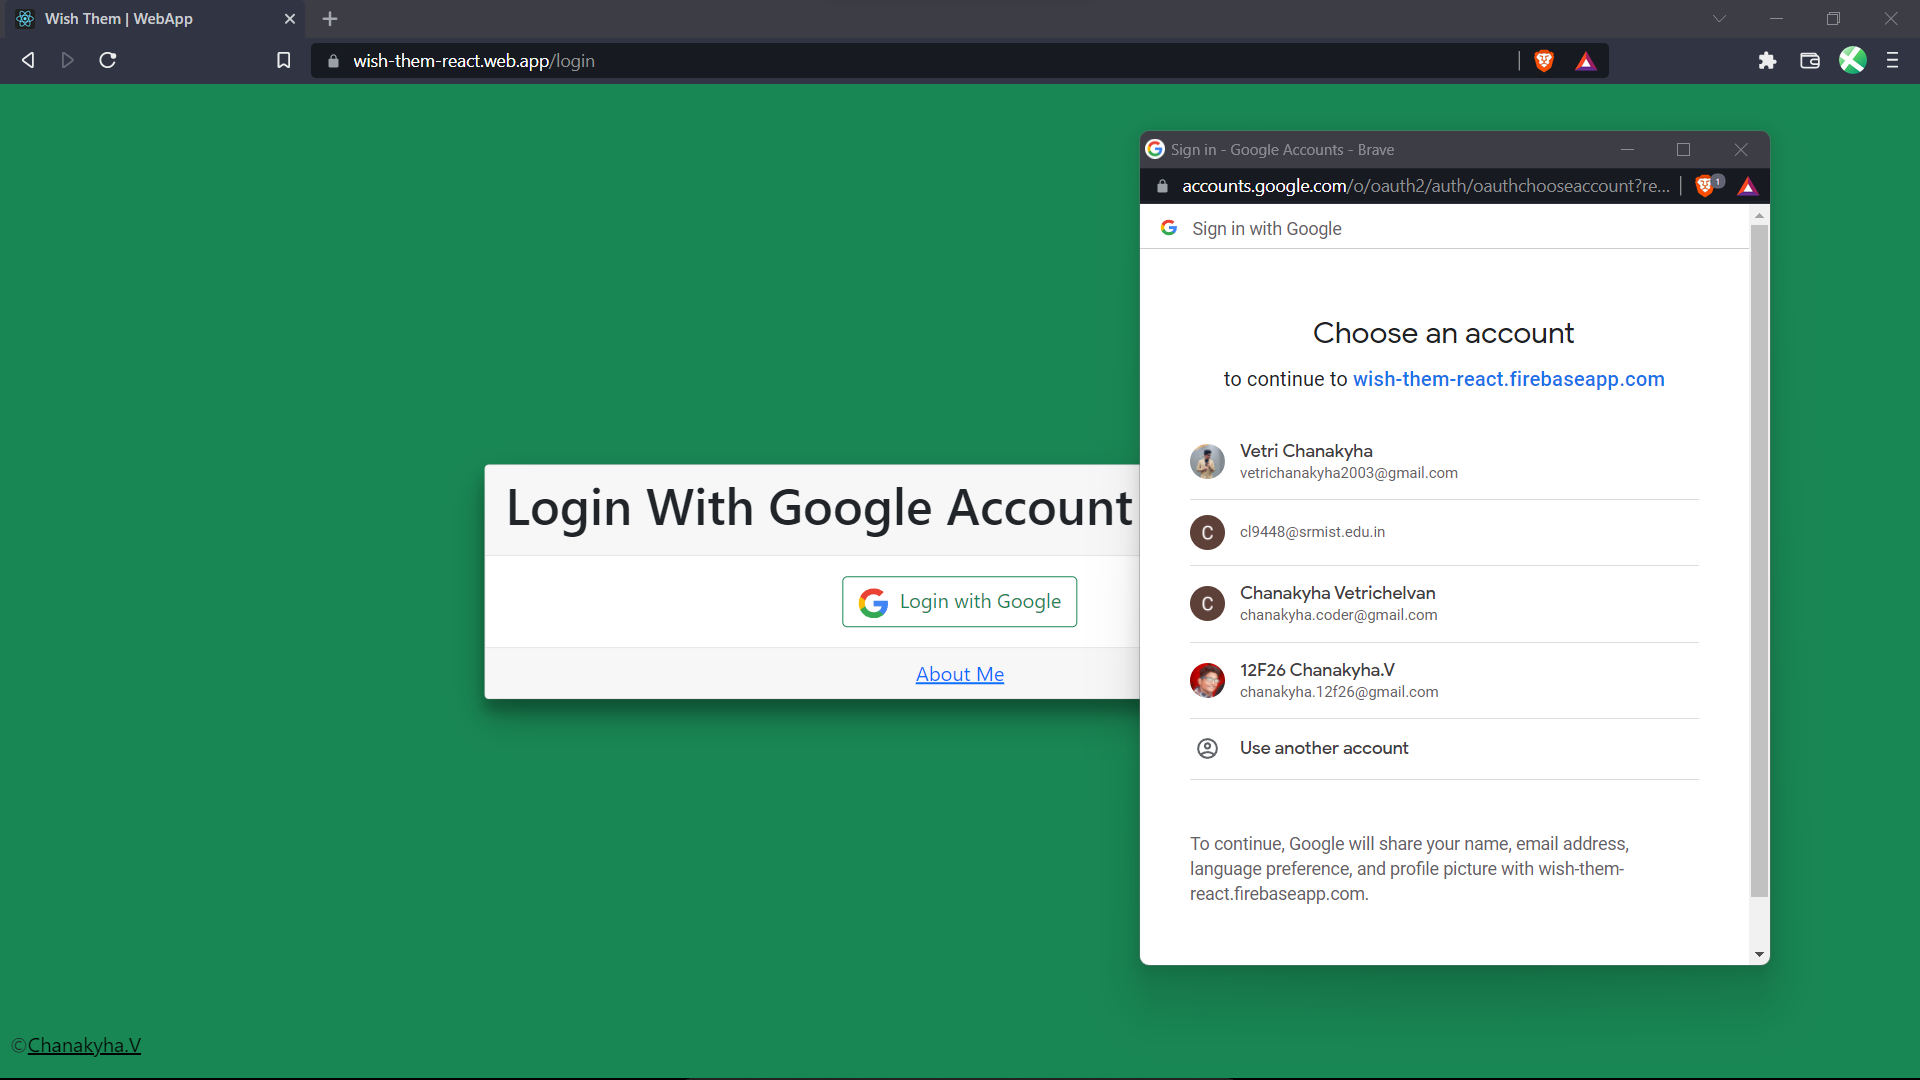 Wish Them | WebApp
wish-them-react.web.app/login
Sign in - Google Accounts - Brave
accounts.google.com/o/oauth2/auth/oauthchooseaccount?re...
1
Sign in with Google
Choose an account
to continue to wish-them-react.firebaseapp.com
Vetri Chanakyha
vetrichanakyha2003@gmail.com
C
cl9448@srmist.edu.in
C
Chanakyha Vetrichelvan
chanakyha.coder@gmail.com
12F26 Chanakyha.V
chanakyha.12f26@gmail.com
Use another account
To continue, Google will share your name, email address,
language preference, and profile picture with wish-them-
react.firebaseapp.com.
Login With Google Account
Login with Google
About Me
©Chanakyha.V